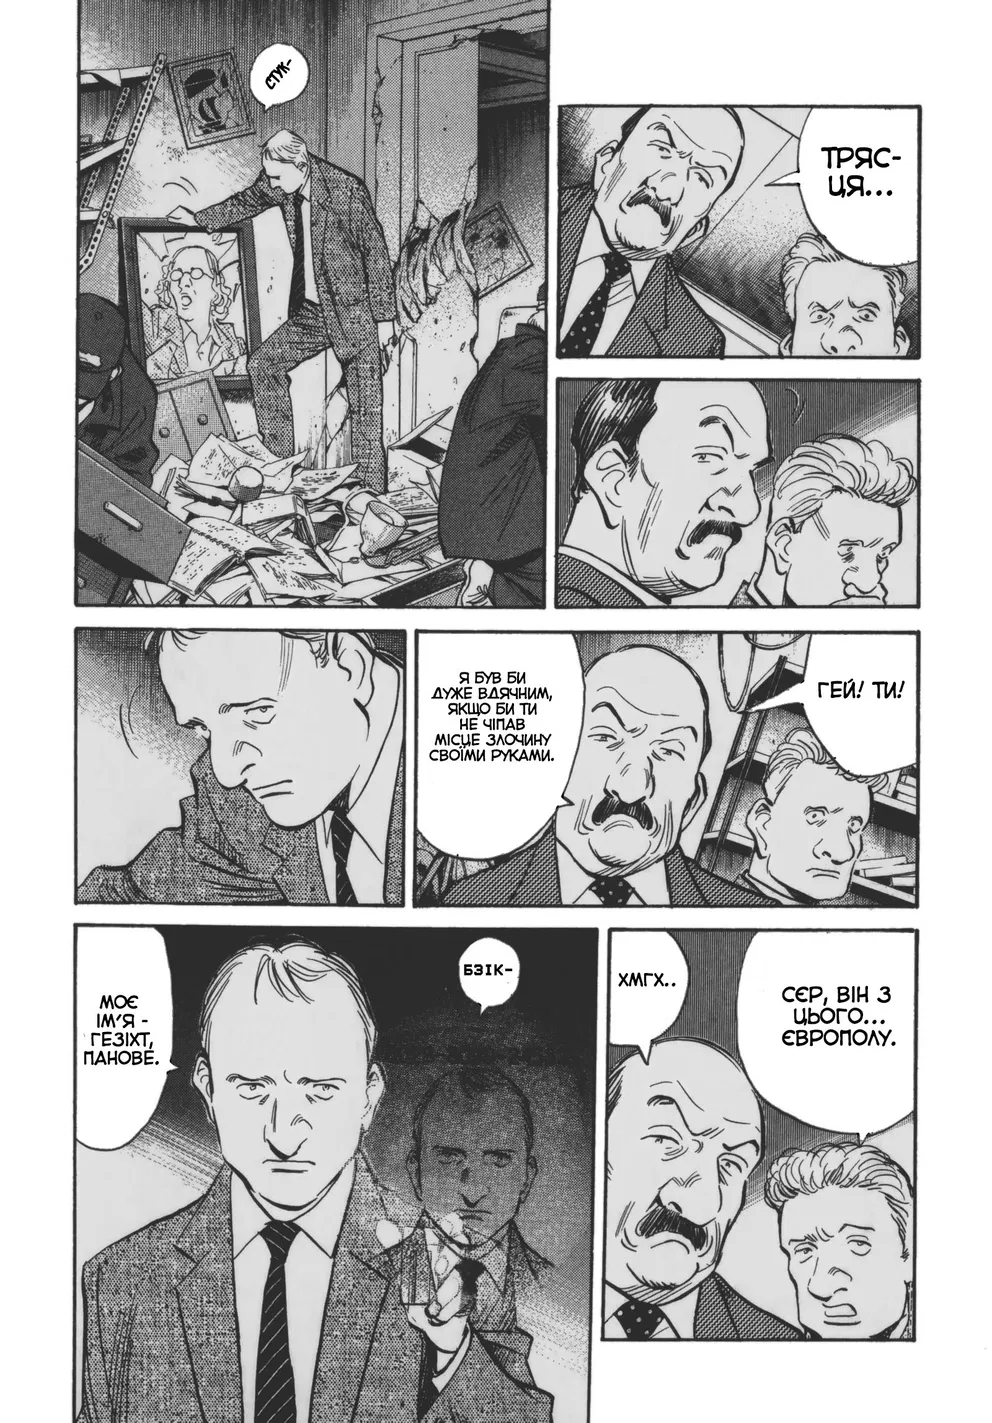 СТУК-
ТРЯС-
ЦЯ...
ГЕЙ! ТИ!
Я БУВ БИ
ДУЖЕ ВДЯЧНИМ,
ЯКЩО БИ ТИ
НЕ ЧІПАВ
МІСЦЕ ЗЛОЧИНУ
СВОЇМИ РУКАМИ.
МОЄ
ІМ'Я -
ГЕЗІХТ,
ПАНОВЕ.
БЗІК-
ХМГХ..
СЄР, ВІН З
ЦЬОГО...
ЄВРОПОЛУ.